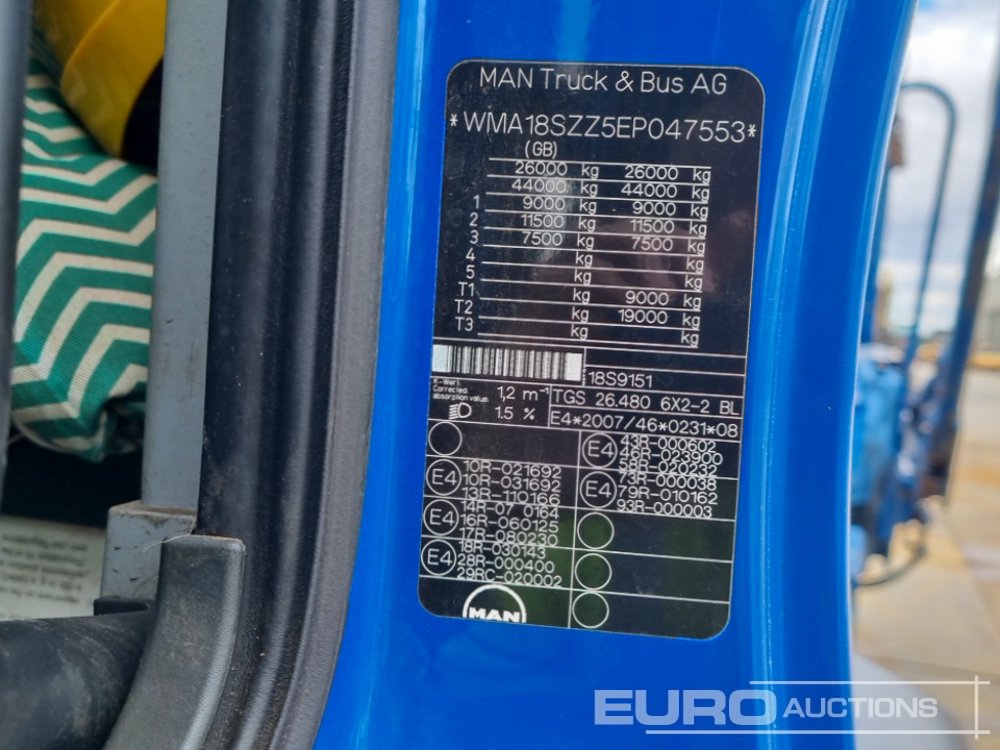 MAN Truck & Bus AG
*WMA18SZZ5EP047553*
(GB)
26000 kg 26000 kg
44000 kg 44000 kg
1 9000 kg 9000 kg
2 11500 kg 11500 kg
3 7500 kg 7500 kg
4 kg kg
5 kg kg
T1 kg 9000 kg
T2 kg 19000 kg
T3 kg kg
18S9151
K-Wert: Corrected absorption value: 1,2 m⁻¹
TGS 26.480 6X2-2 BL
1.5 %
E4*2007/46*0231*08
E4
10R-021692
10R-031692
13R-110166
E4
14R-070164
16R-060125
17R-080230
E4
18R-030143
28R-000400
29RC-020002
E4
43R-000602
46R-023900
58R-020232
E4
73R-000038
79R-010162
93R-000003
MAN
EURO AUCTIONS